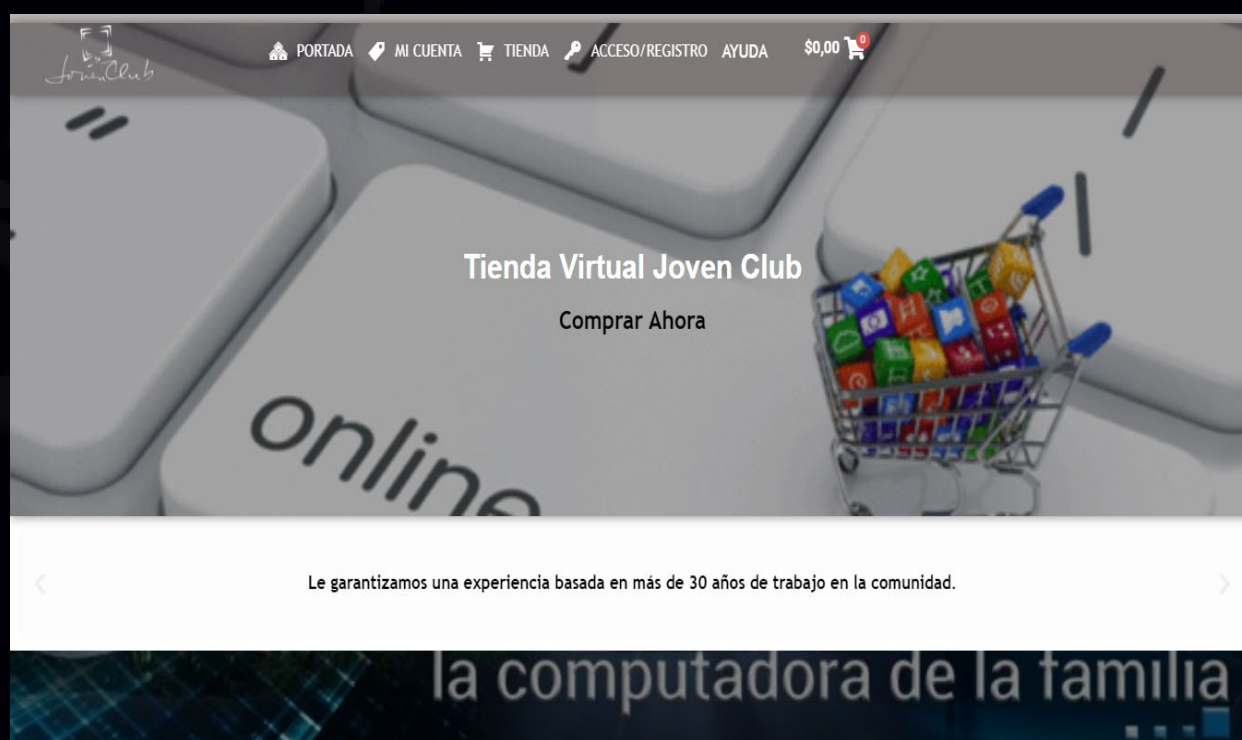 Joven Club
PORTADA MI CUENTA TIENDA ACCESO/REGISTRO AYUDA $0,00 0
Tienda Virtual Joven Club
Comprar Ahora
online
Le garantizamos una experiencia basada en más de 30 años de trabajo en la comunidad.
la computadora de la familia